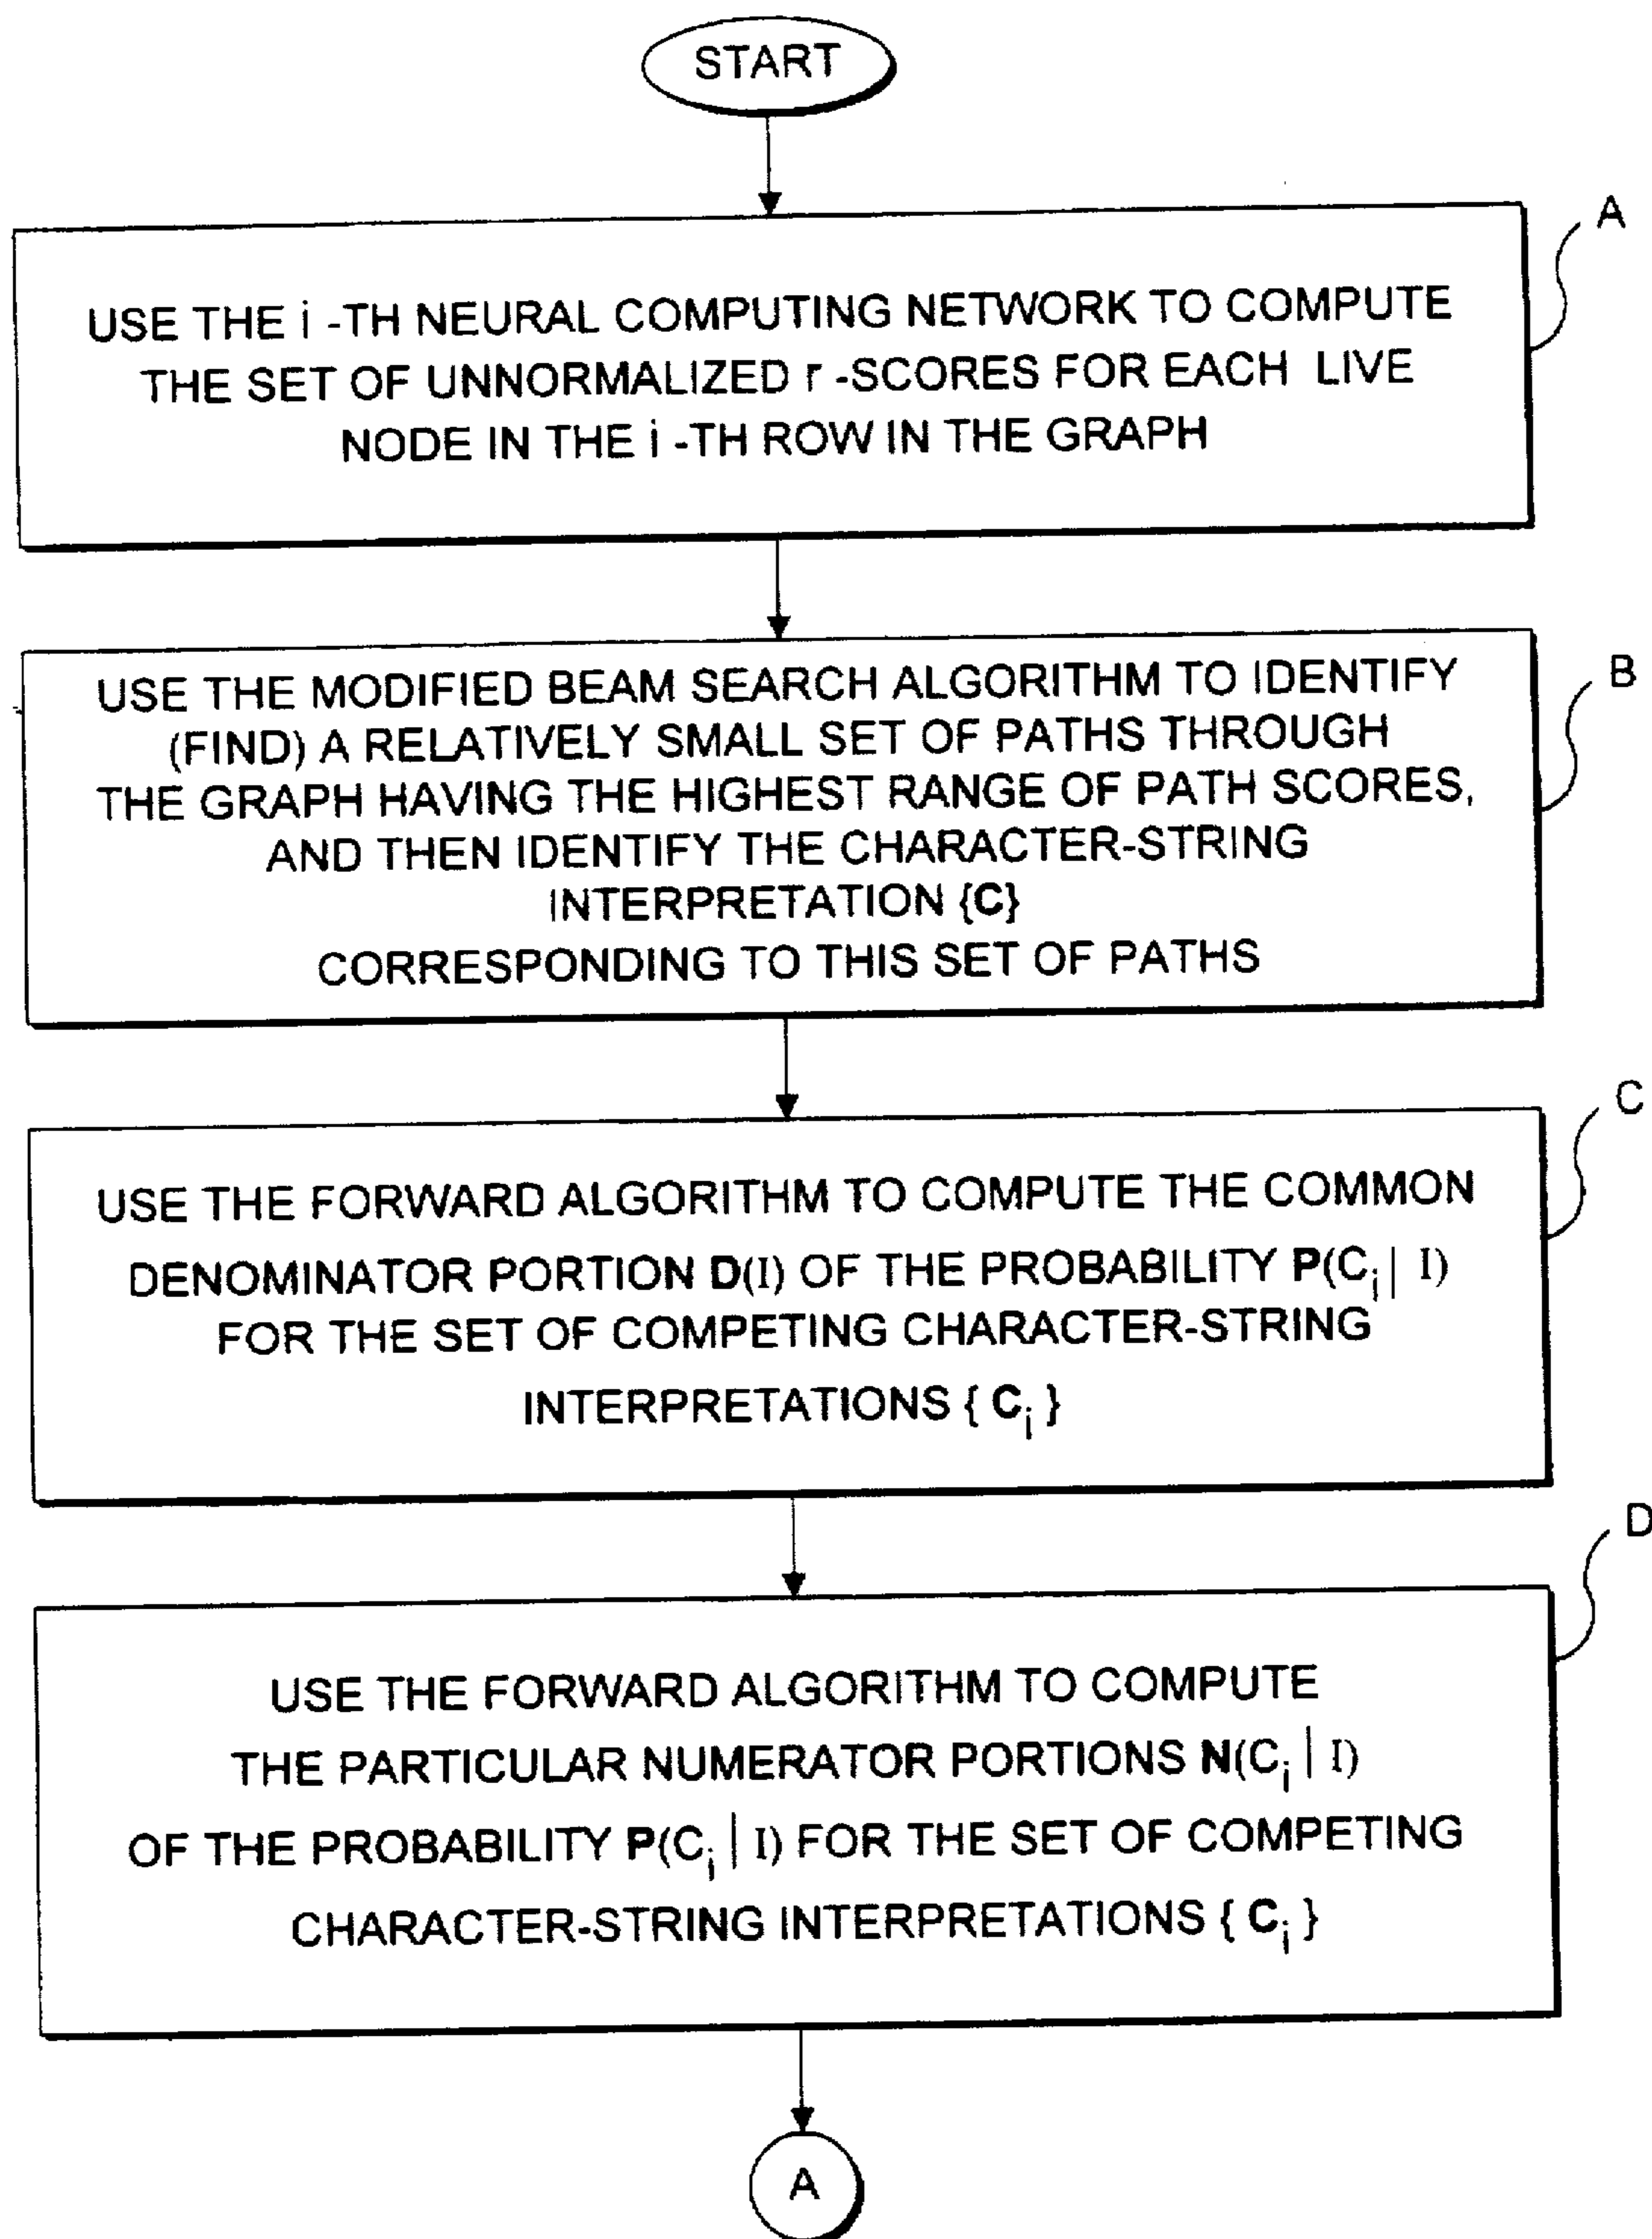 START
A
USE THE i -TH NEURAL COMPUTING NETWORK TO COMPUTE
THE SET OF UNNORMALIZED r -SCORES FOR EACH LIVE
NODE IN THE i -TH ROW IN THE GRAPH
B
USE THE MODIFIED BEAM SEARCH ALGORITHM TO IDENTIFY
(FIND) A RELATIVELY SMALL SET OF PATHS THROUGH
THE GRAPH HAVING THE HIGHEST RANGE OF PATH SCORES,
AND THEN IDENTIFY THE CHARACTER-STRING
INTERPRETATION {C}
CORRESPONDING TO THIS SET OF PATHS
C
USE THE FORWARD ALGORITHM TO COMPUTE THE COMMON
DENOMINATOR PORTION D(I) OF THE PROBABILITY P(Ci | I)
FOR THE SET OF COMPETING CHARACTER-STRING
INTERPRETATIONS { Ci }
D
USE THE FORWARD ALGORITHM TO COMPUTE
THE PARTICULAR NUMERATOR PORTIONS N(Ci | I)
OF THE PROBABILITY P(Ci | I) FOR THE SET OF COMPETING
CHARACTER-STRING INTERPRETATIONS { Ci }
A